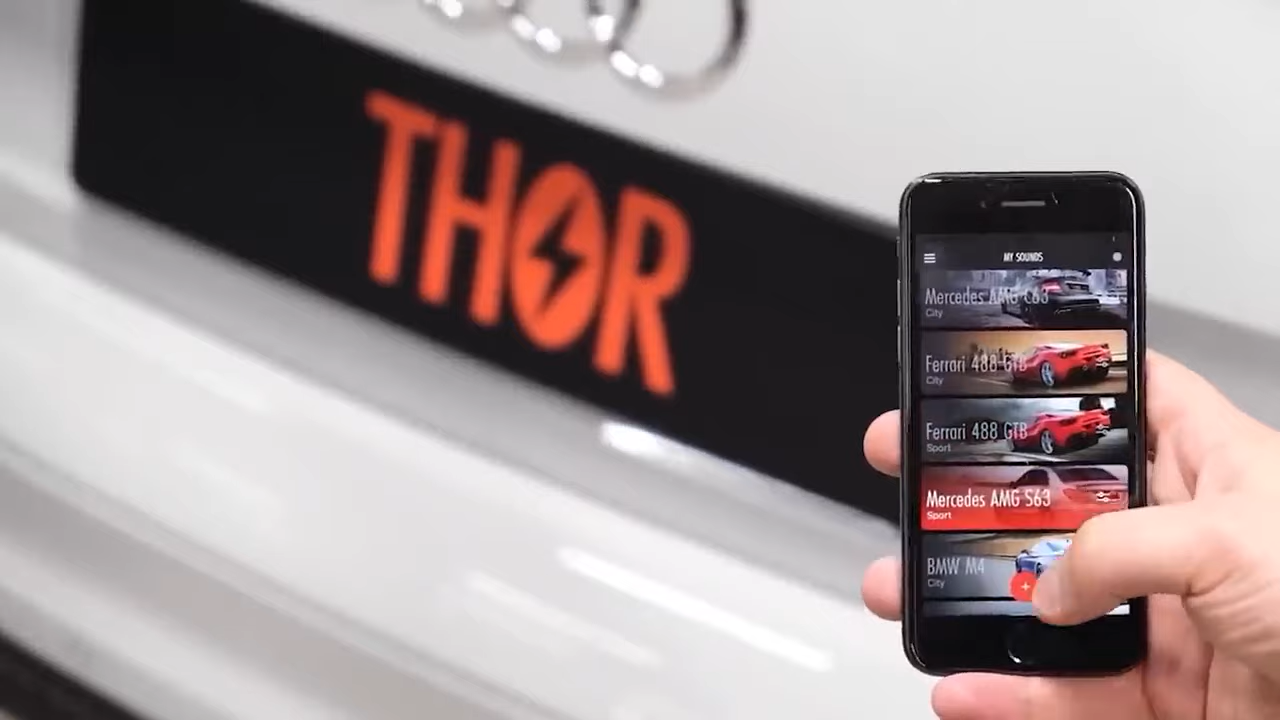 THOR
MY SOUNDS
Mercedes AMG C63
City
Ferrari 488 GTB
City
Ferrari 488 GTB
Sport
Mercedes AMG S63
Sport
BMW M4
City
+